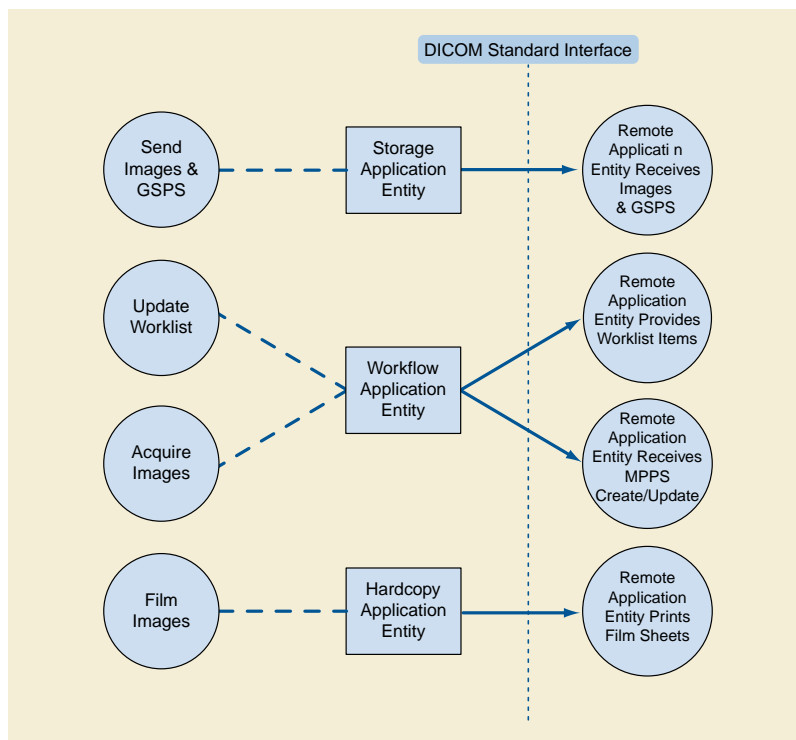 DICOM Standard Interface
Send
Images &
GSPS
Storage
Application
Entity
Remote
Applicati n
Entity Receives
Images
& GSPS
Update
Worklist
Workflow
Application
Entity
Remote
Application
Entity Provides
Worklist Items
Acquire
Images
Remote
Application
Entity Receives
MPPS
Create/Update
Film
Images
Hardcopy
Application
Entity
Remote
Application
Entity Prints
Film Sheets